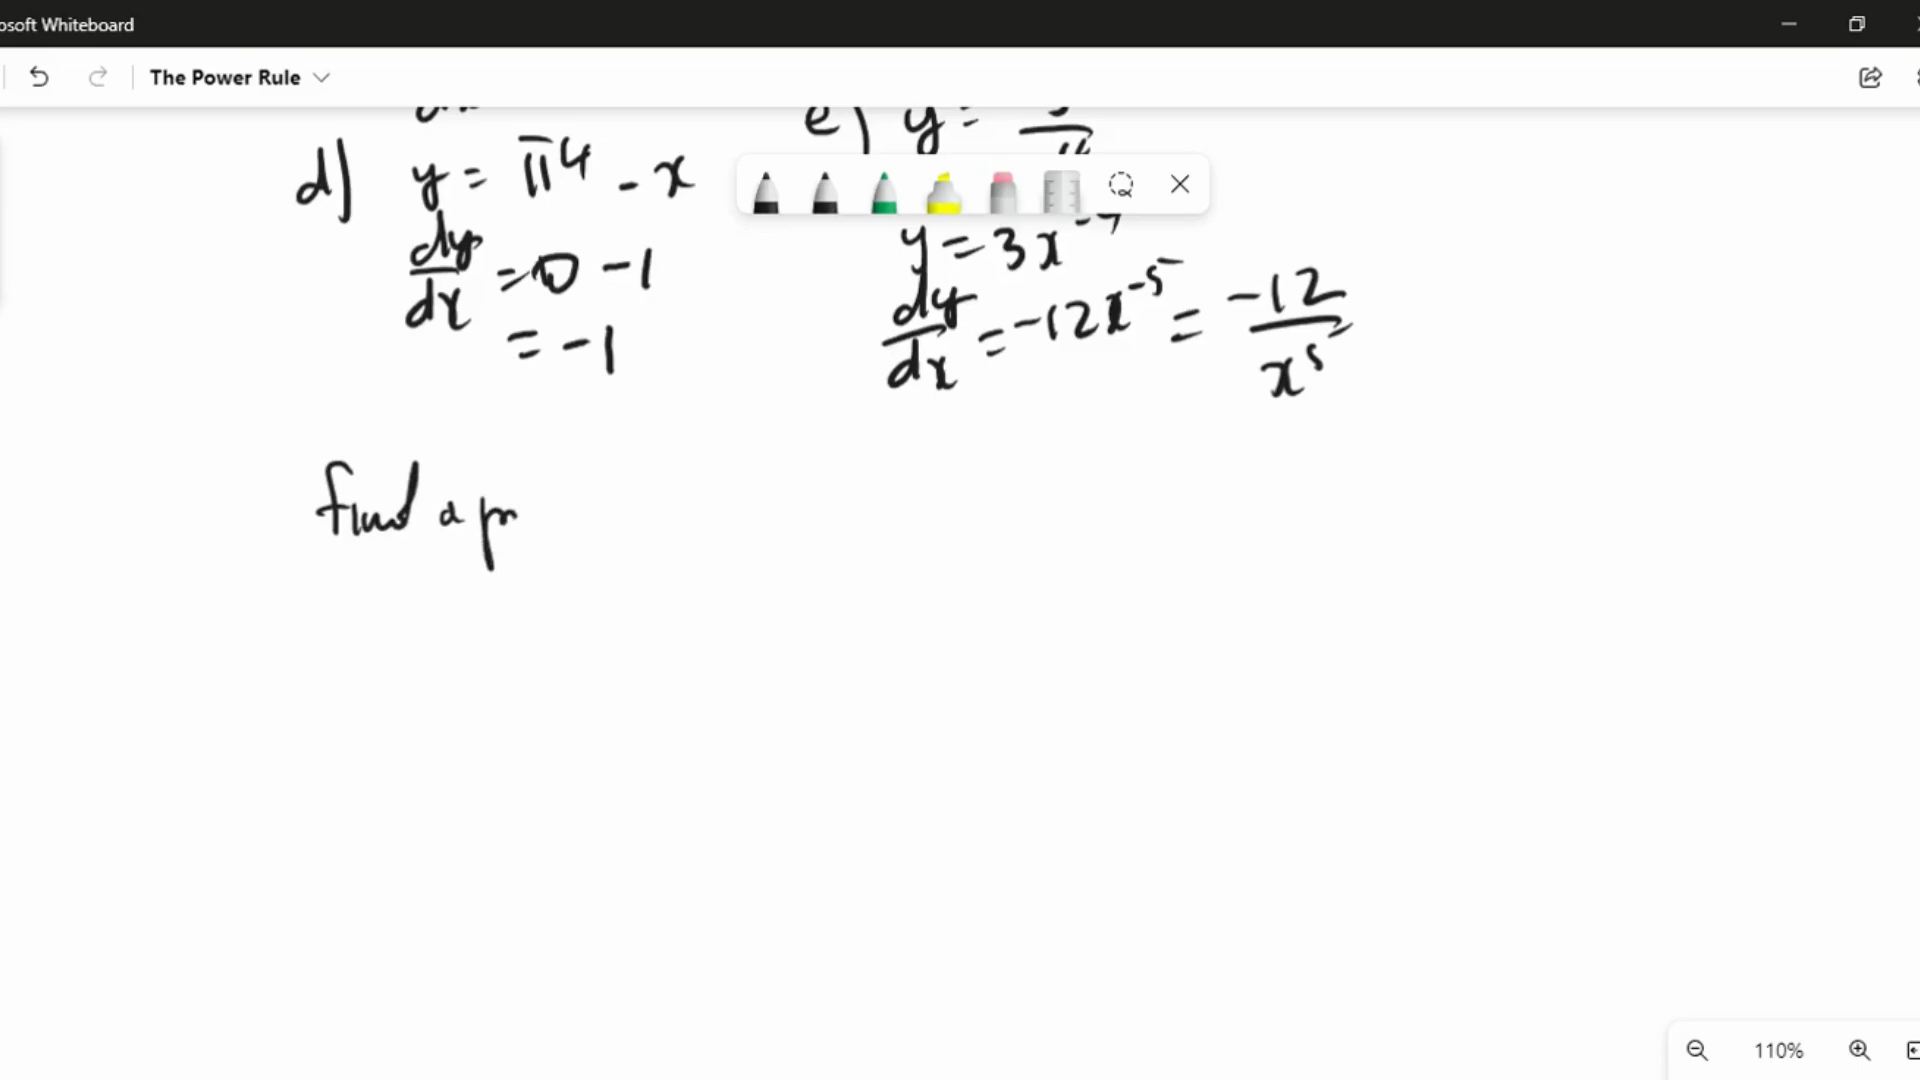 osoft Whiteboard
The Power Rule
d) y = π⁴ - x
dy/dx = 0 - 1
= -1
e) y =
y = 3x⁻⁴
dy/dx = -12x⁻⁵ = -12/x⁵
find a
110%